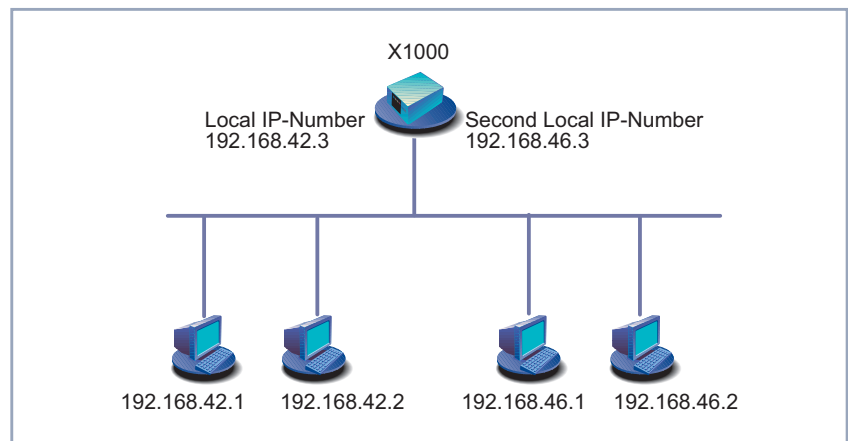 X1000
Local IP-Number
192.168.42.3
Second Local IP-Number
192.168.46.3
192.168.42.1
192.168.42.2
192.168.46.1
192.168.46.2